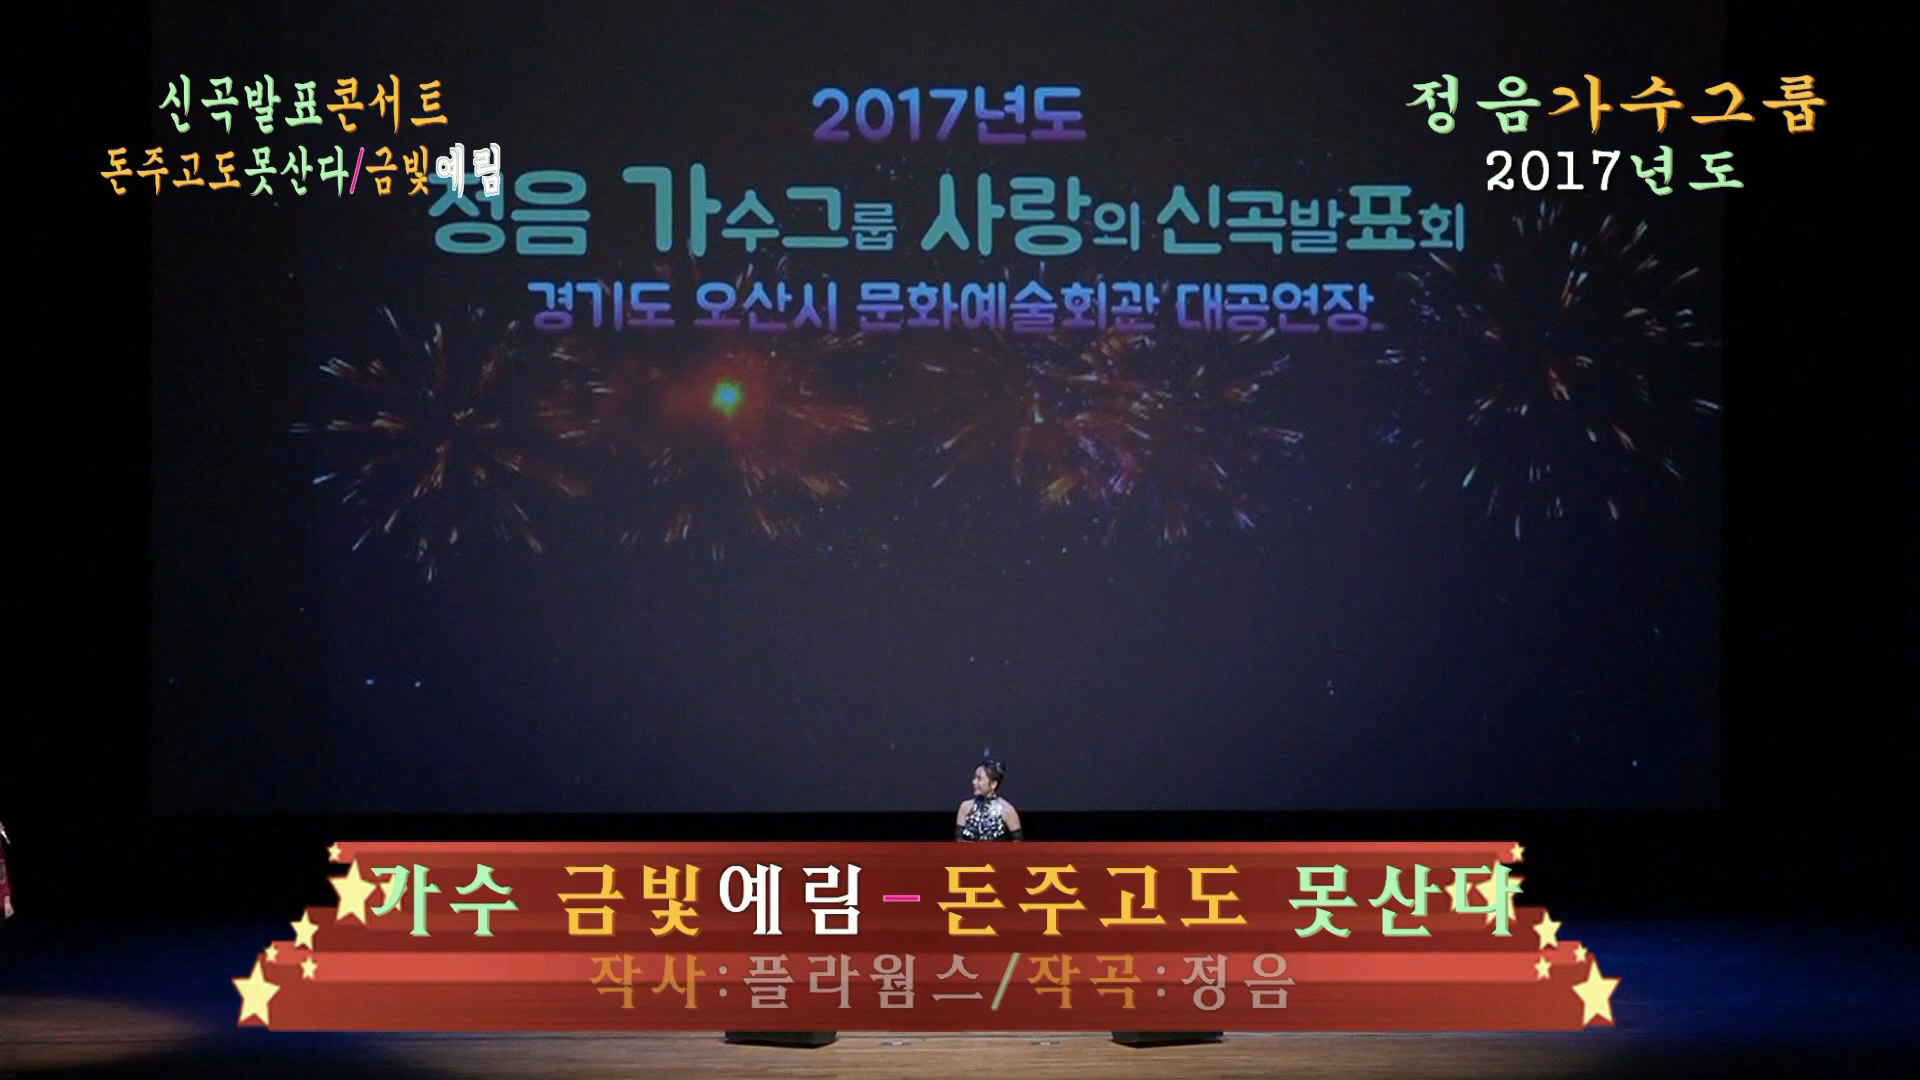 신곡발표콘서트
돈주고도못산다/금빛예림
정음가수그룹
2017년도
2017년도
정음 가수그룹 사랑의 신곡발표회
경기도 오산시 문화예술회관 대공연장
가수 금빛예림-돈주고도 못산다
작사:플라웜스/작곡:정음